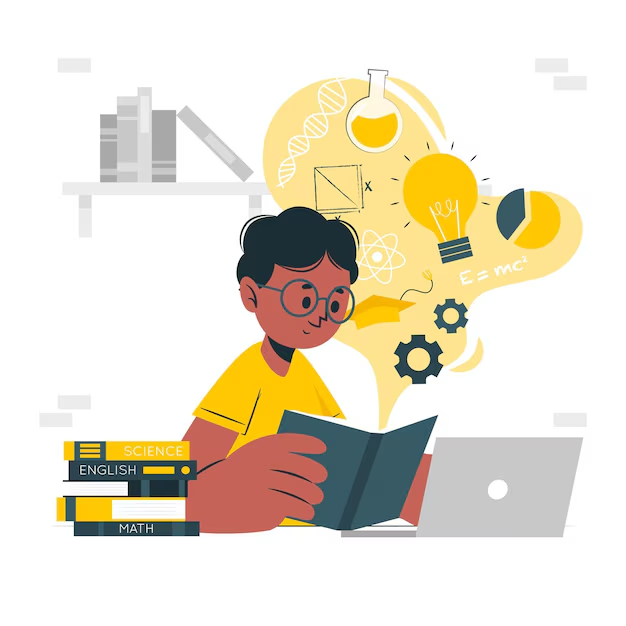 X
X
E = mc²
SCIENCE
ENGLISH
MATH